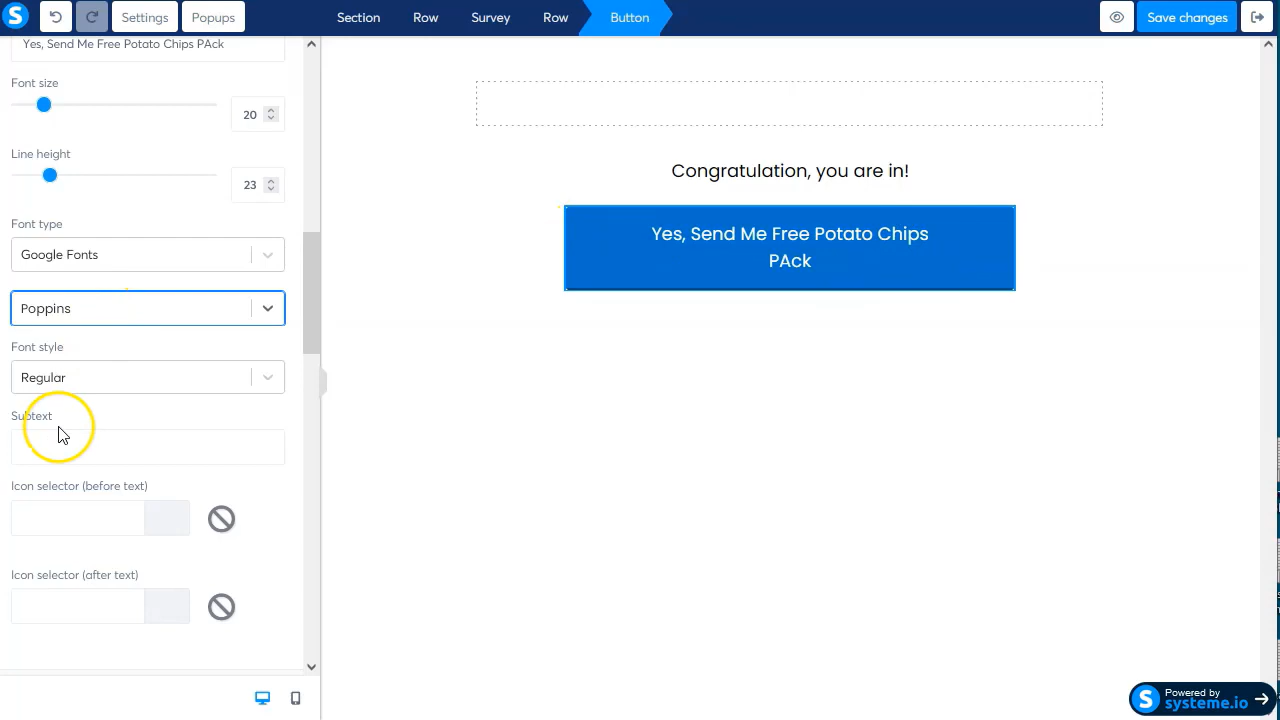 S
Settings
Popups
Section
Row
Survey
Row
Button
Save changes
Yes, Send Me Free Potato Chips PAck
Font size
20
Line height
23
Font type
Google Fonts
Poppins
Font style
Regular
Subtext
Icon selector (before text)
Icon selector (after text)
Congratulation, you are in!
Yes, Send Me Free Potato Chips
PAck
S
Powered by
systeme.io